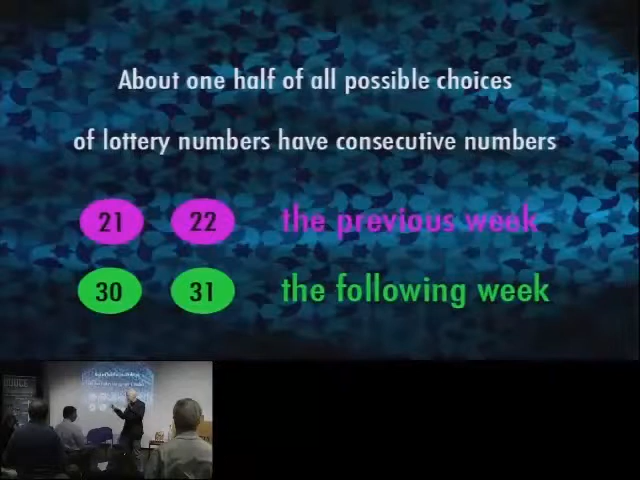 About one half of all possible choices
of lottery numbers have consecutive numbers
21 22 the previous week
30 31 the following week